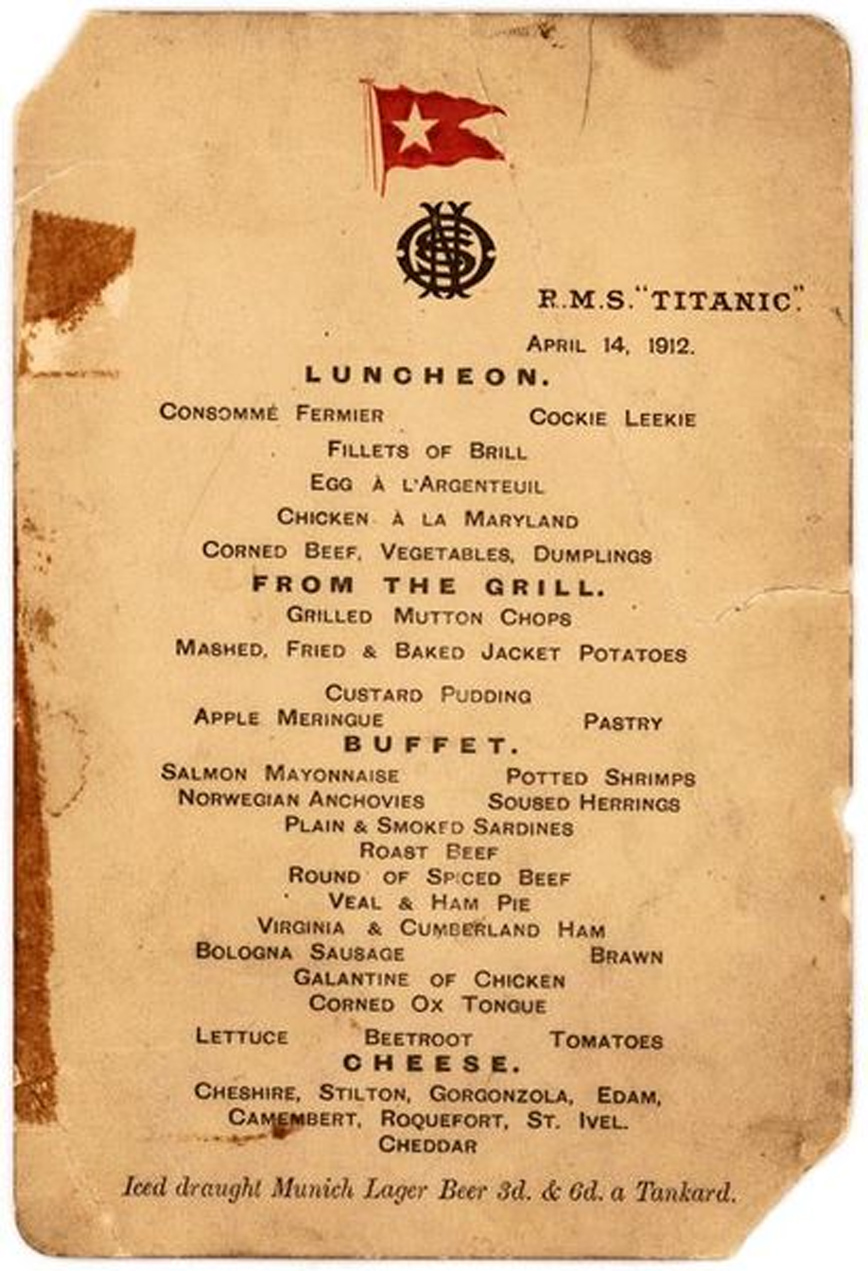 R.M.S. "TITANIC."
APRIL 14, 1912.
LUNCHEON.
CONSOMMÉ FERMIER COCKIE LEEKIE
FILLETS OF BRILL
EGG À L'ARGENTEUIL
CHICKEN À LA MARYLAND
CORNED BEEF, VEGETABLES, DUMPLINGS
FROM THE GRILL.
GRILLED MUTTON CHOPS
MASHED, FRIED & BAKED JACKET POTATOES
CUSTARD PUDDING
APPLE MERINGUE PASTRY
BUFFET.
SALMON MAYONNAISE POTTED SHRIMPS
NORWEGIAN ANCHOVIES SOUSED HERRINGS
PLAIN & SMOKED SARDINES
ROAST BEEF
ROUND OF SPICED BEEF
VEAL & HAM PIE
VIRGINIA & CUMBERLAND HAM
BOLOGNA SAUSAGE BRAWN
GALANTINE OF CHICKEN
CORNED OX TONGUE
LETTUCE BEETROOT TOMATOES
CHEESE.
CHESHIRE, STILTON, GORGONZOLA, EDAM,
CAMEMBERT, ROQUEFORT, ST. IVEL.
CHEDDAR
Iced draught Munich Lager Beer 3d. & 6d. a Tankard.